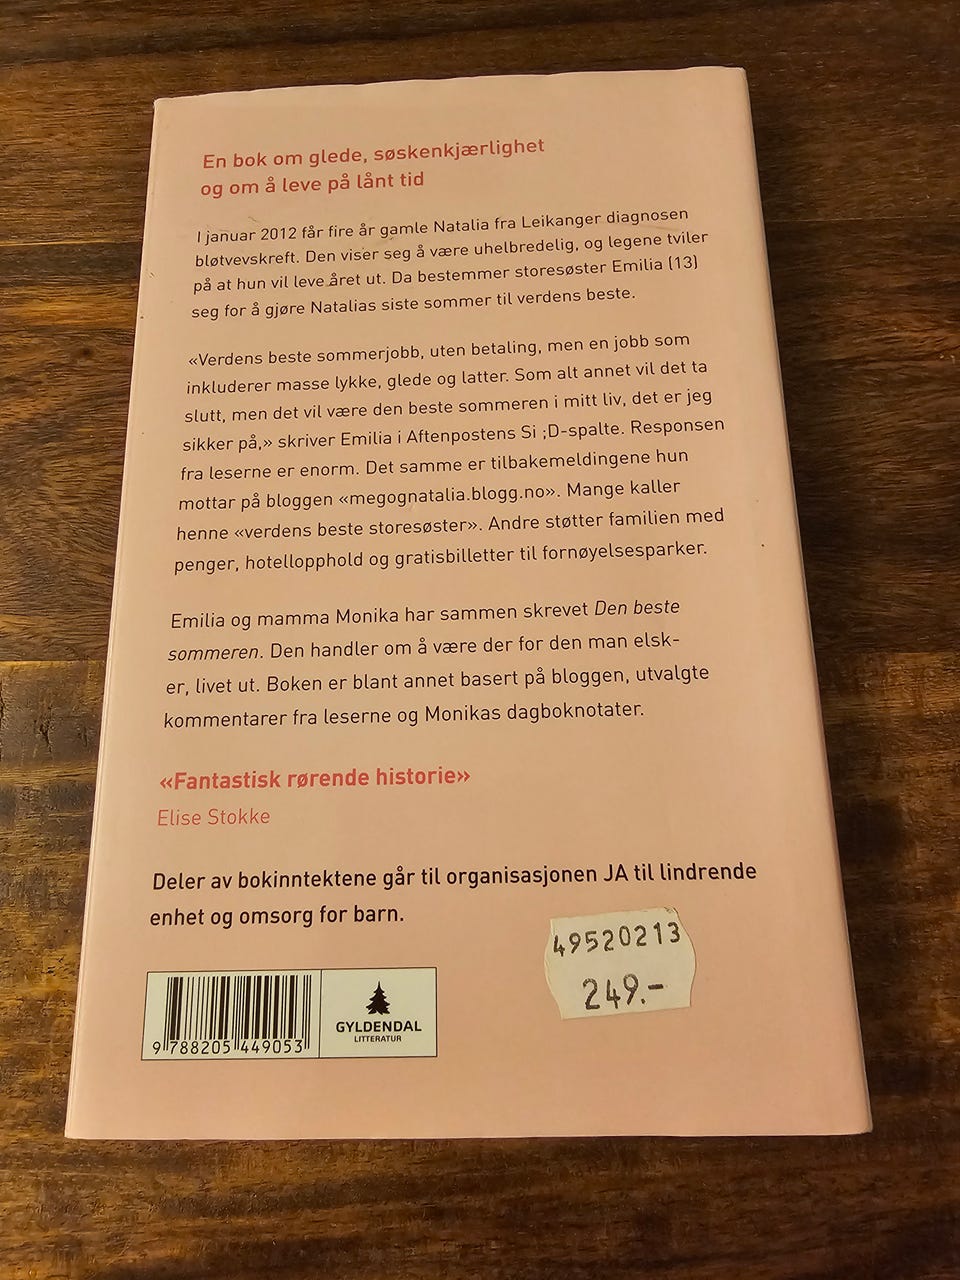 En bok om glede, søskenkjærlighet
og om å leve på lånt tid
I januar 2012 får fire år gamle Natalia fra Leikanger diagnosen
bløtvevskreft. Den viser seg å være uhelbredelig, og legene tviler
på at hun vil leve året ut. Da bestemmer storesøster Emilia (13)
seg for å gjøre Natalias siste sommer til verdens beste.
«Verdens beste sommerjobb, uten betaling, men en jobb som
inkluderer masse lykke, glede og latter. Som alt annet vil det ta
slutt, men det vil være den beste sommeren i mitt liv, det er jeg
sikker på,» skriver Emilia i Aftenpostens Si ;D-spalte. Responsen
fra leserne er enorm. Det samme er tilbakemeldingene hun
mottar på bloggen «megognatalia.blogg.no». Mange kaller
henne «verdens beste storesøster». Andre støtter familien med
penger, hotellopphold og gratisbilletter til fornøyelsesparker.
Emilia og mamma Monika har sammen skrevet Den beste
sommeren. Den handler om å være der for den man elsk-
er, livet ut. Boken er blant annet basert på bloggen, utvalgte
kommentarer fra leserne og Monikas dagboknotater.
«Fantastisk rørende historie»
Elise Stokke
Deler av bokinntektene går til organisasjonen JA til lindrende
enhet og omsorg for barn.
49520213
249.-
9 788205 449053
GYLDENDAL
LITTERATUR